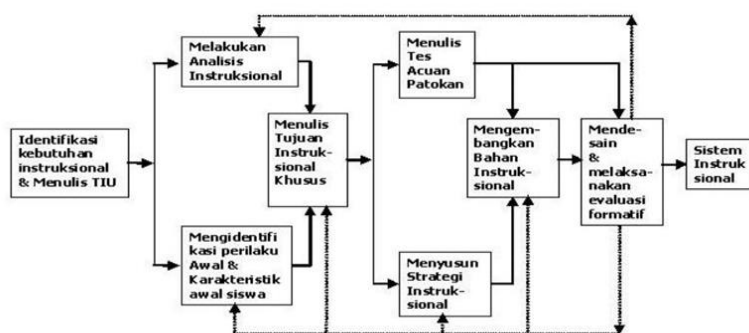 Identifikasi
kebutuhan
instruksional
& Menulis TIU
Melakukan
Analisis
Instruksional
Mengidentifi
kasi perilaku
Awal &
Karakteristik
awal siswa
Menulis
Tujuan
Instruk-
sional
Khusus
Menulis
Tes
Acuan
Patokan
Menyusun
Strategi
Instruk-
sional
Mengem-
bangkan
Bahan
Instruk-
sional
Mende-
sain
&
melaksa-
nakan
evaluasi
formatif
Sistem
Instruk
sional